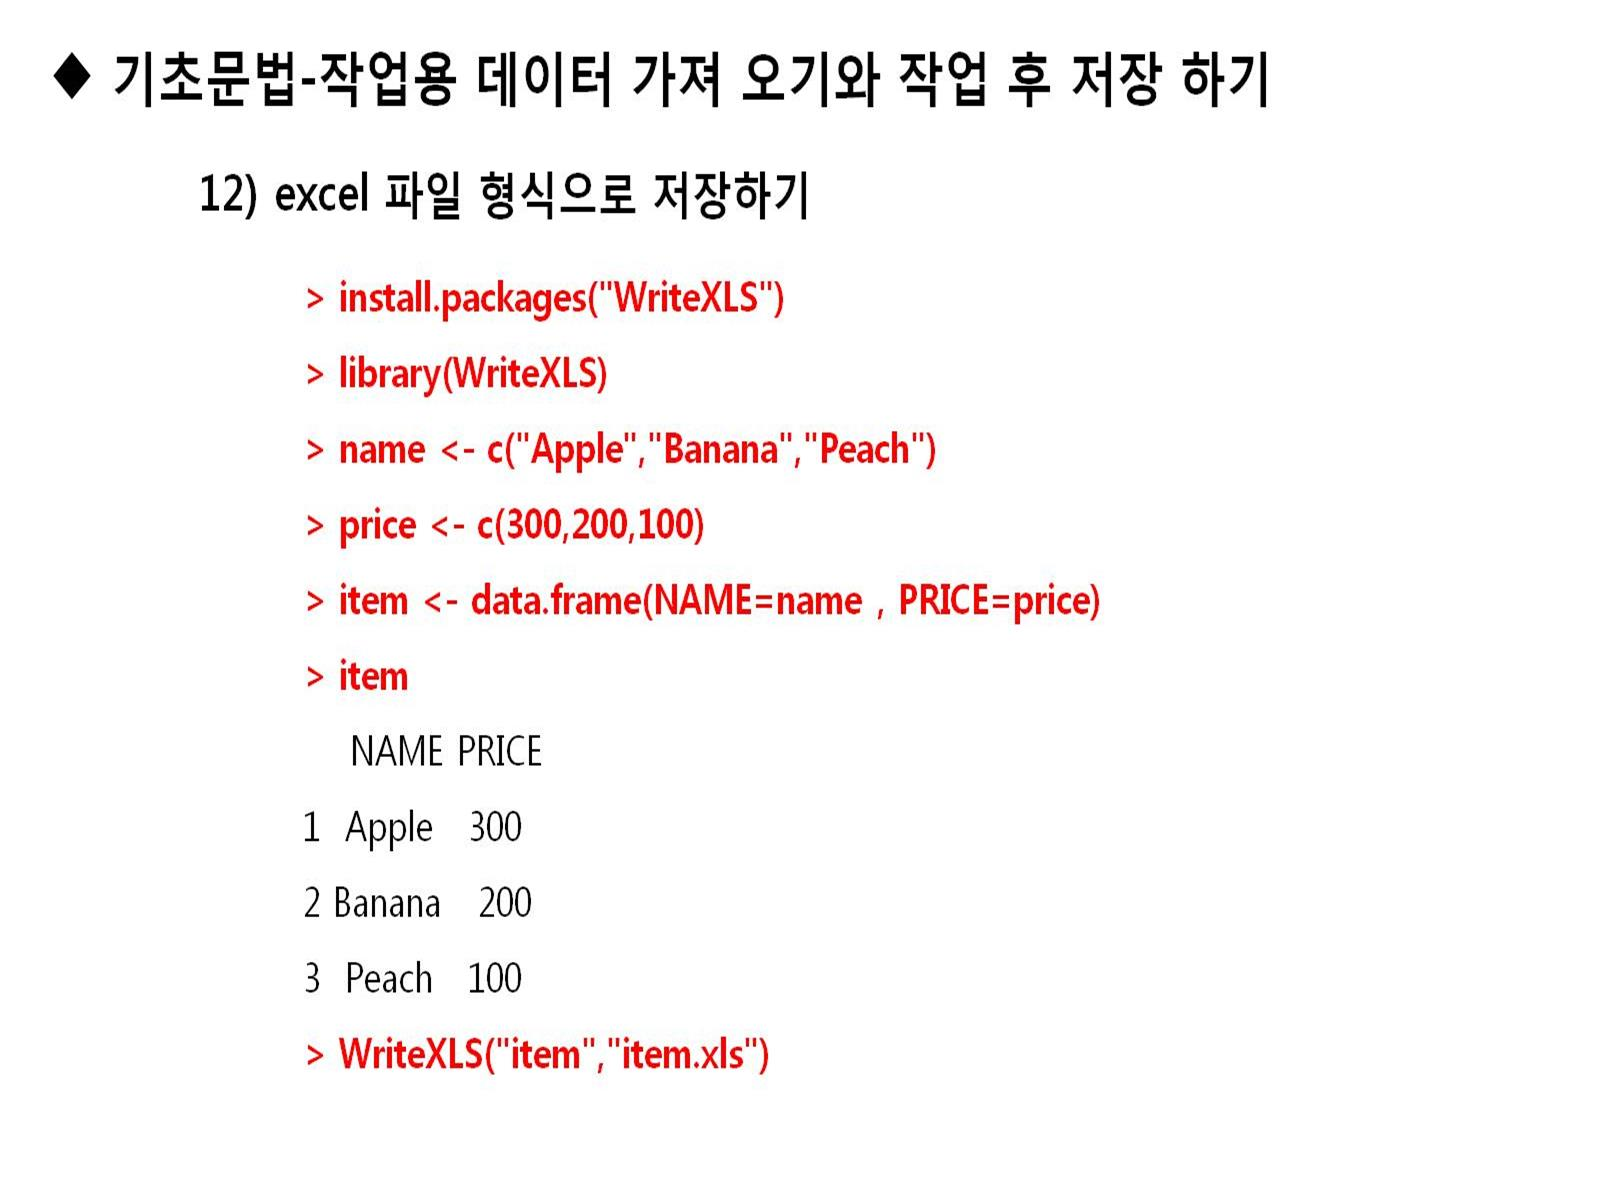 ◆ 기초문법-작업용 데이터 가져 오기와 작업 후 저장 하기
12) excel 파일 형식으로 저장하기
> install.packages("WriteXLS")
> library(WriteXLS)
> name <- c("Apple","Banana","Peach")
> price <- c(300,200,100)
> item <- data.frame(NAME=name , PRICE=price)
> item
NAME PRICE
1 Apple 300
2 Banana 200
3 Peach 100
> WriteXLS("item","item.xls")